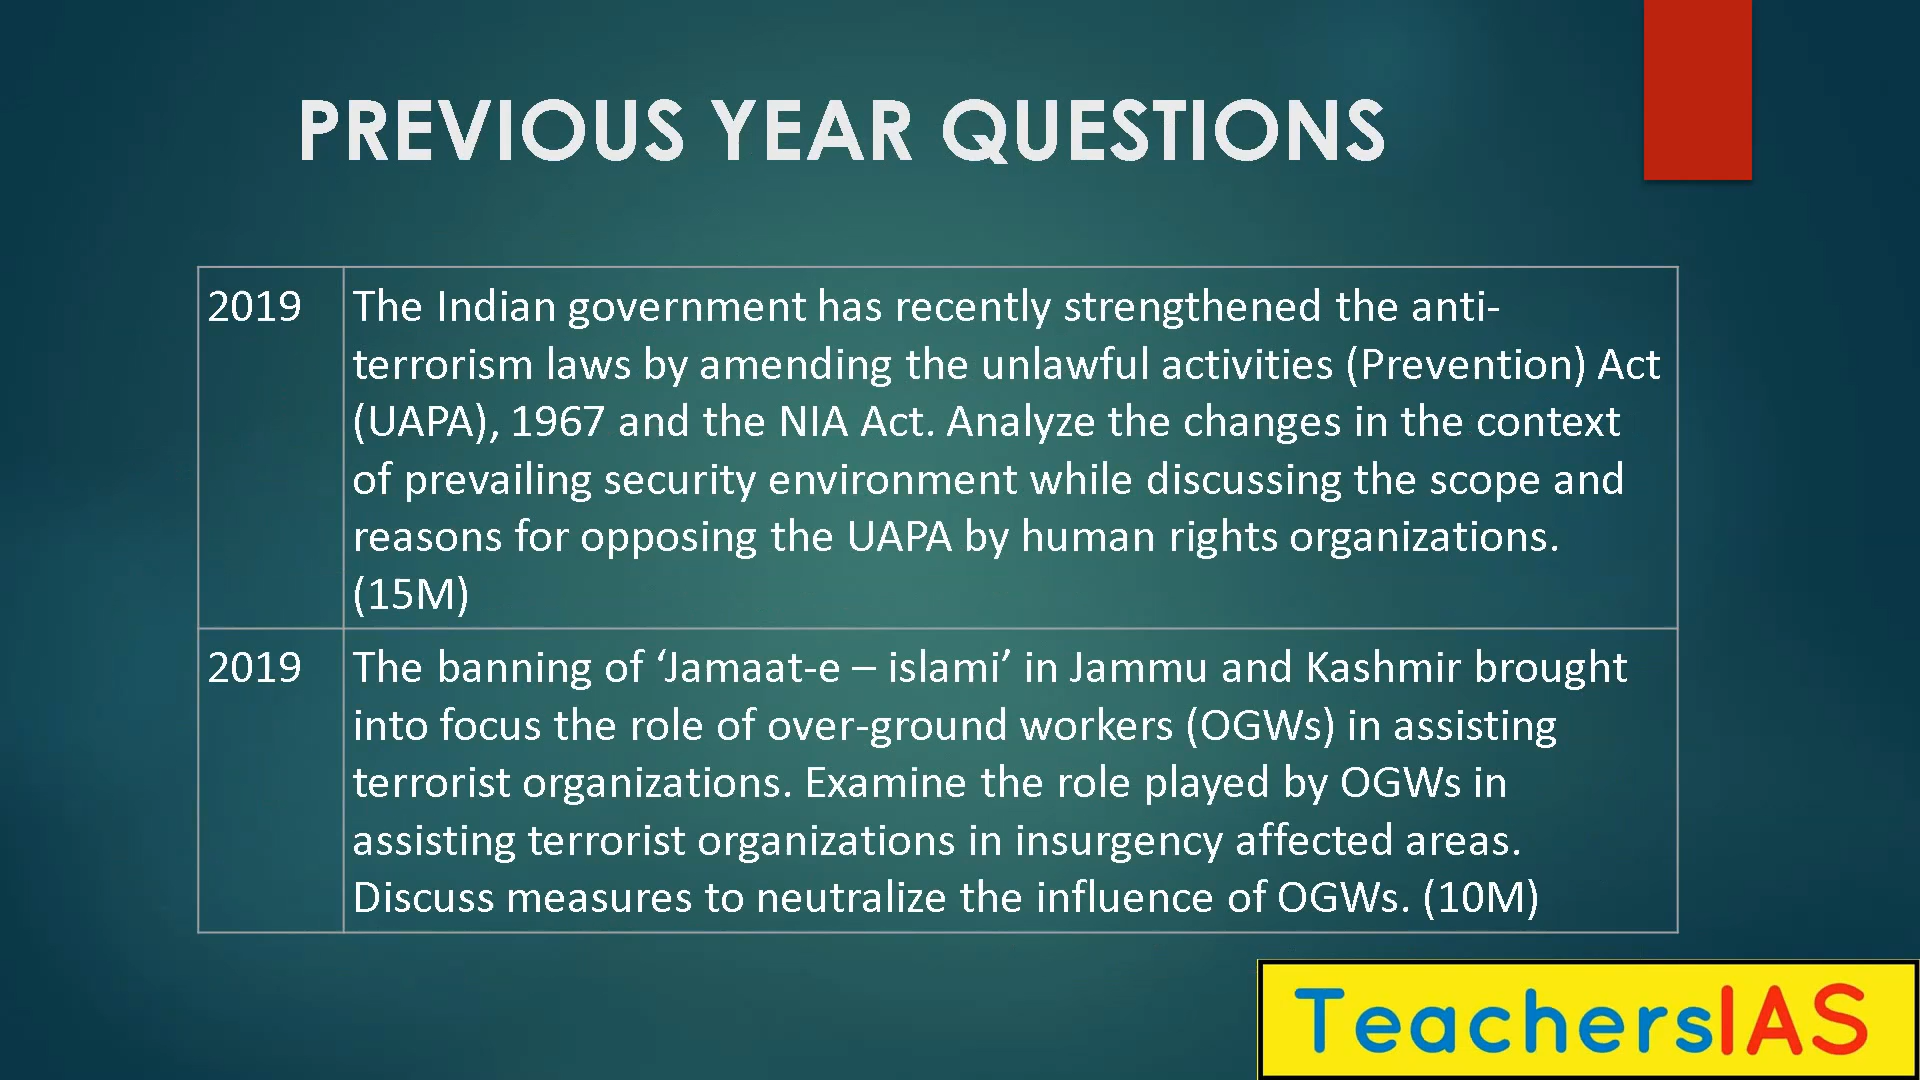 PREVIOUS YEAR QUESTIONS
2019
The Indian government has recently strengthened the anti-
terrorism laws by amending the unlawful activities (Prevention) Act
(UAPA), 1967 and the NIA Act. Analyze the changes in the context
of prevailing security environment while discussing the scope and
reasons for opposing the UAPA by human rights organizations.
(15M)
2019
The banning of ‘Jamaat-e – islami’ in Jammu and Kashmir brought
into focus the role of over-ground workers (OGWs) in assisting
terrorist organizations. Examine the role played by OGWs in
assisting terrorist organizations in insurgency affected areas.
Discuss measures to neutralize the influence of OGWs. (10M)
TeachersIAS